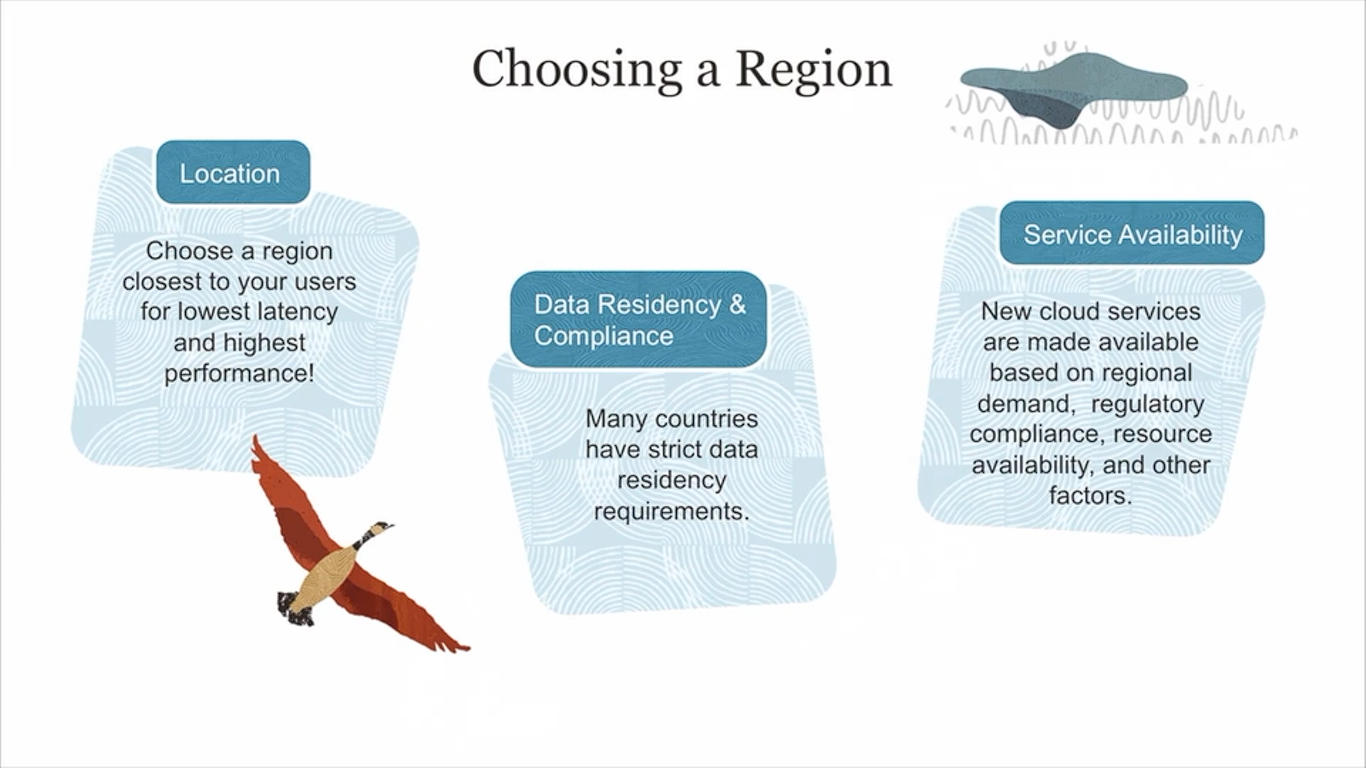 Choosing a Region
Location
Choose a region
closest to your users
for lowest latency
and highest
performance!
Data Residency &
Compliance
Many countries
have strict data
residency
requirements.
Service Availability
New cloud services
are made available
based on regional
demand,  regulatory
compliance, resource
availability, and other
factors.